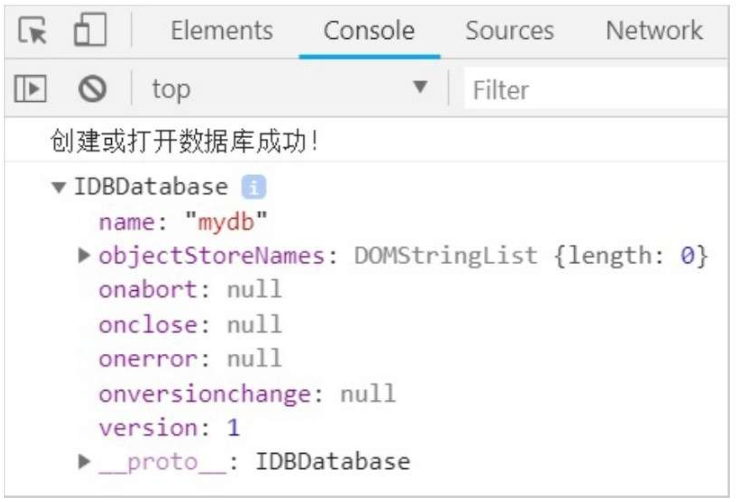 Elements Console Sources Network
top Filter
创建或打开数据库成功!
IDBDatabase i
name: "mydb"
objectStoreNames: DOMStringList {length: 0}
onabort: null
onclose: null
onerror: null
onversionchange: null
version: 1
__proto__: IDBDatabase